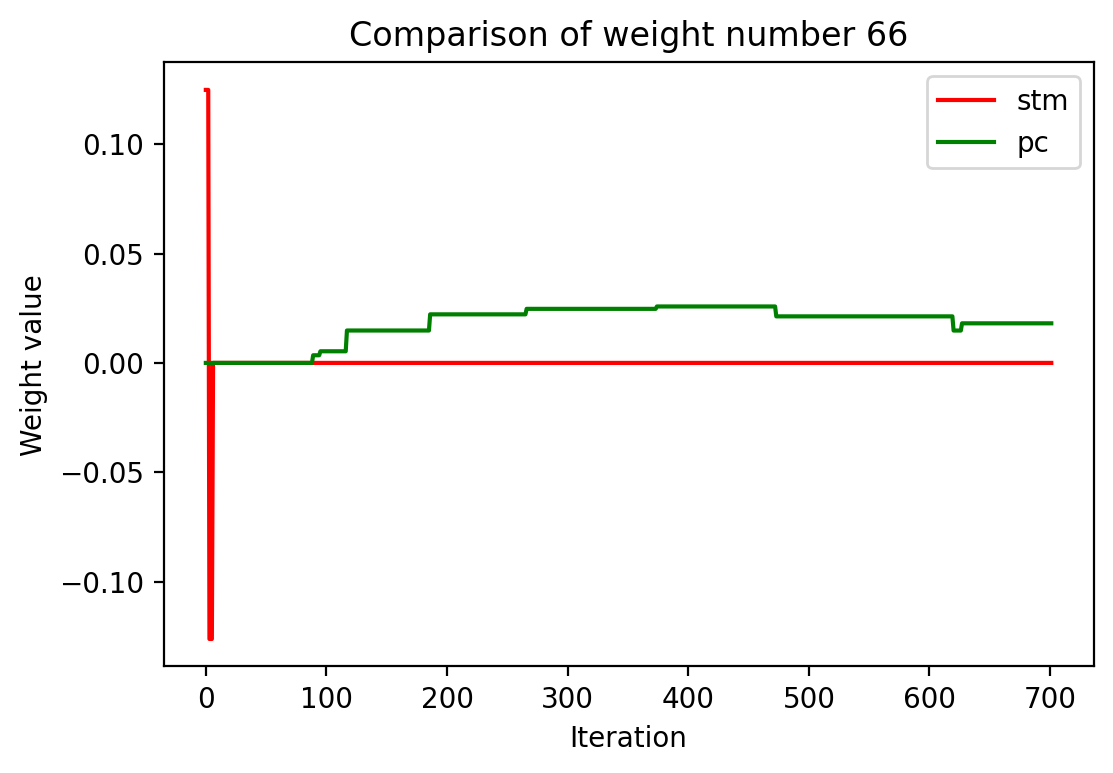 Comparison of weight number 66
stm
pc
0.10
0.05
0.00
−0.05
−0.10
Weight value
0 100 200 300 400 500 600 700
Iteration